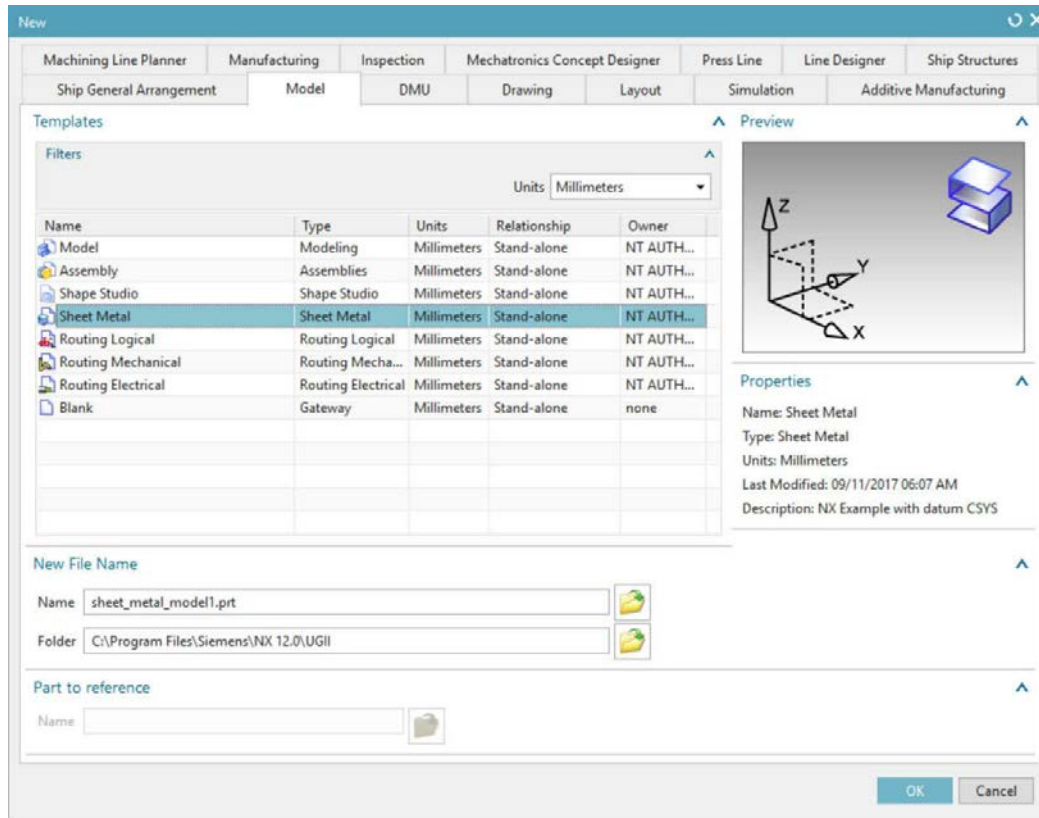 New
Machining Line Planner Manufacturing Inspection Mechatronics Concept Designer Press Line Line Designer Ship Structures
Ship General Arrangement Model DMU Drawing Layout Simulation Additive Manufacturing
Templates
Filters
Units Millimeters
Name Type Units Relationship Owner
Model Modeling Millimeters Stand-alone NT AUTH...
Assembly Assemblies Millimeters Stand-alone NT AUTH...
Shape Studio Shape Studio Millimeters Stand-alone NT AUTH...
Sheet Metal Sheet Metal Millimeters Stand-alone NT AUTH...
Routing Logical Routing Logical Millimeters Stand-alone NT AUTH...
Routing Mechanical Routing Mecha... Millimeters Stand-alone NT AUTH...
Routing Electrical Routing Electrical Millimeters Stand-alone NT AUTH...
Blank Gateway Millimeters Stand-alone none
Preview
Z
Y
X
Properties
Name: Sheet Metal
Type: Sheet Metal
Units: Millimeters
Last Modified: 09/11/2017 06:07 AM
Description: NX Example with datum CSYS
New File Name
Name sheet_metal_model1.prt
Folder C:\Program Files\Siemens\NX 12.0\UGII
Part to reference
Name
OK Cancel